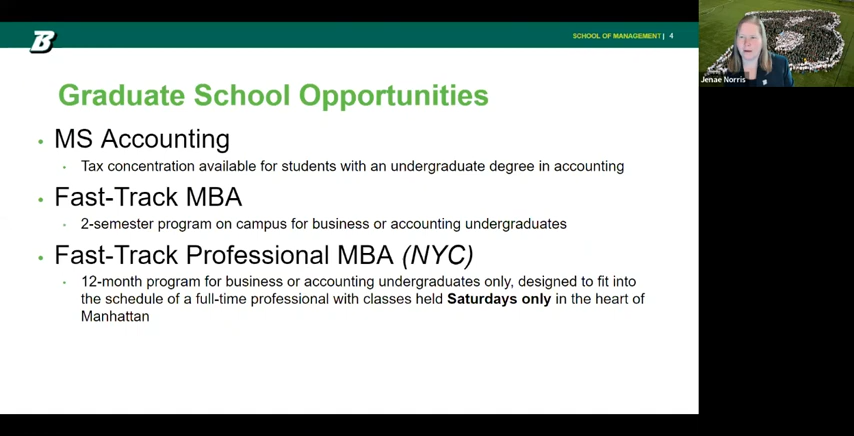 B
SCHOOL OF MANAGEMENT | 4
Jenae Norris
Graduate School Opportunities
• MS Accounting
• Tax concentration available for students with an undergraduate degree in accounting
• Fast-Track MBA
• 2-semester program on campus for business or accounting undergraduates
• Fast-Track Professional MBA (NYC)
• 12-month program for business or accounting undergraduates only, designed to fit into
the schedule of a full-time professional with classes held Saturdays only in the heart of
Manhattan